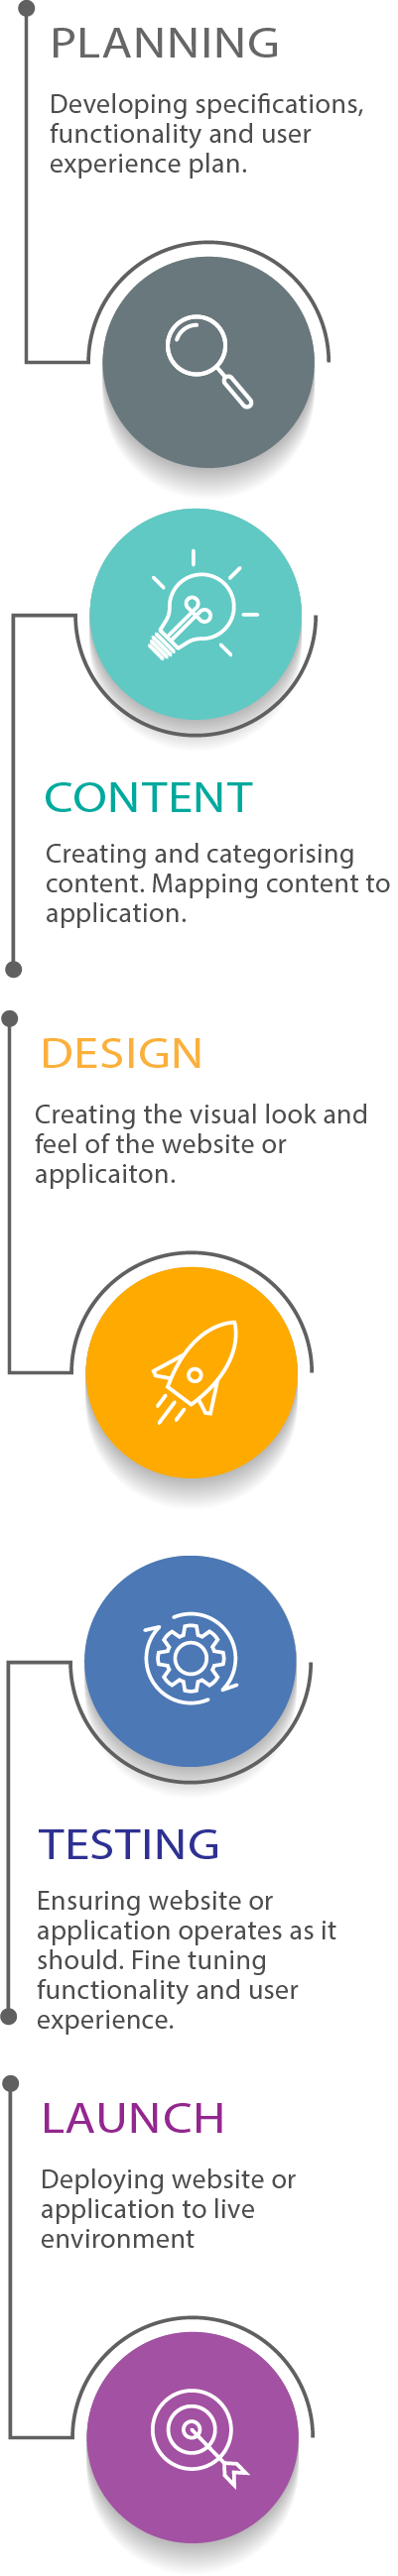 PLANNING
Developing specifications,
functionality and user
experience plan.
CONTENT
Creating and categorising
content. Mapping content to
application.
DESIGN
Creating the visual look and
feel of the website or
applicaiton.
TESTING
Ensuring website or
application operates as it
should. Fine tuning
functionality and user
experience.
LAUNCH
Deploying website or
application to live
environment